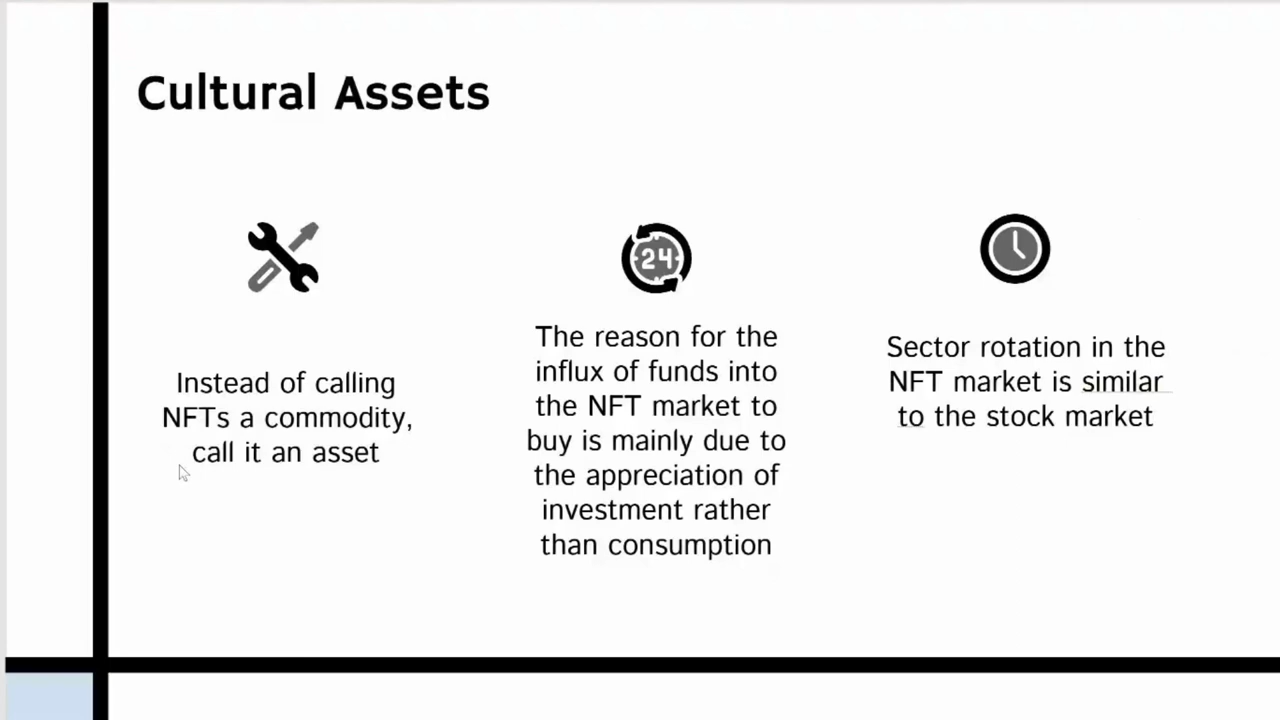 Cultural Assets
Instead of calling
NFTs a commodity,
call it an asset
24
The reason for the
influx of funds into
the NFT market to
buy is mainly due to
the appreciation of
investment rather
than consumption
Sector rotation in the
NFT market is similar
to the stock market